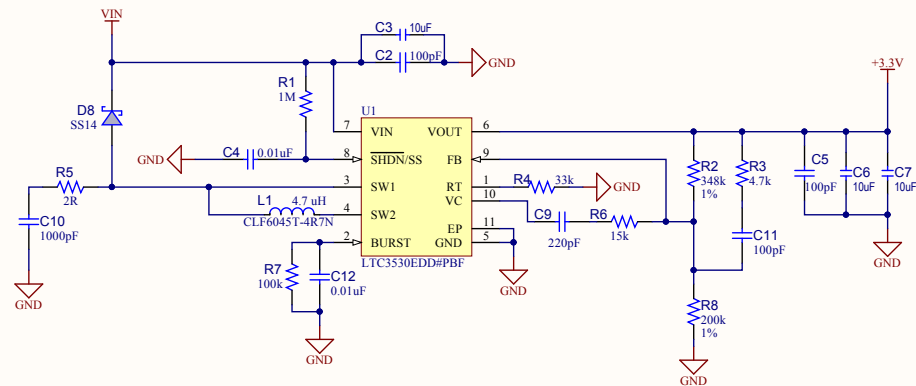 VIN
C3
10uF
C2
100pF
GND
+3.3V
R1
1M
D8
SS14
U1
7
VIN
VOUT
6
C4
0.01uF
GND
8
SHDN/SS
FB
9
R5
2R
3
SW1
RT
1
R4
33k
GND
VC
10
R2
348k
1%
R3
4.7k
C5
100pF
C6
10uF
C7
10uF
C10
1000pF
L1
4.7 uH
CLF6045T-4R7N
4
SW2
C9
220pF
R6
15k
EP
11
2
BURST
GND
5
LTC3530EDD#PBF
C11
100pF
R7
100k
C12
0.01uF
GND
GND
GND
GND
R8
200k
1%
GND